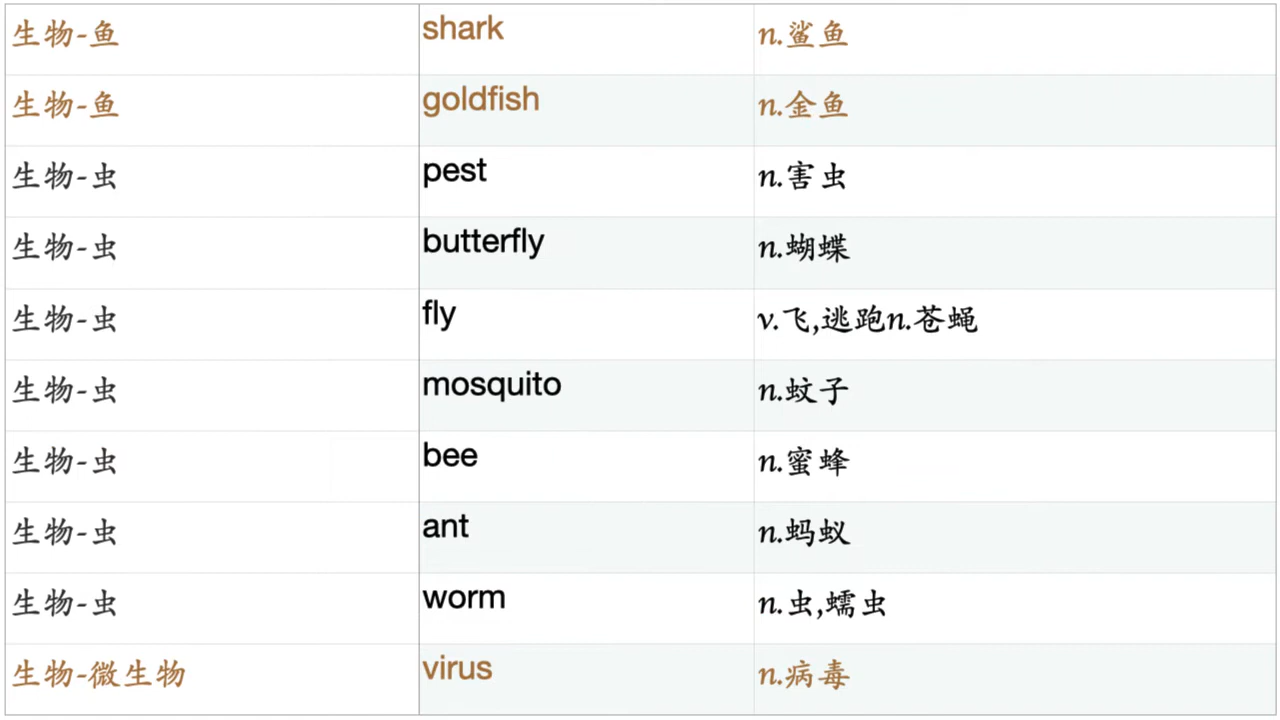 生物-鱼 shark n.鲨鱼
生物-鱼 goldfish n.金鱼
生物-虫 pest n.害虫
生物-虫 butterfly n.蝴蝶
生物-虫 fly v.飞,逃跑n.苍蝇
生物-虫 mosquito n.蚊子
生物-虫 bee n.蜜蜂
生物-虫 ant n.蚂蚁
生物-虫 worm n.虫,蠕虫
生物-微生物 virus n.病毒